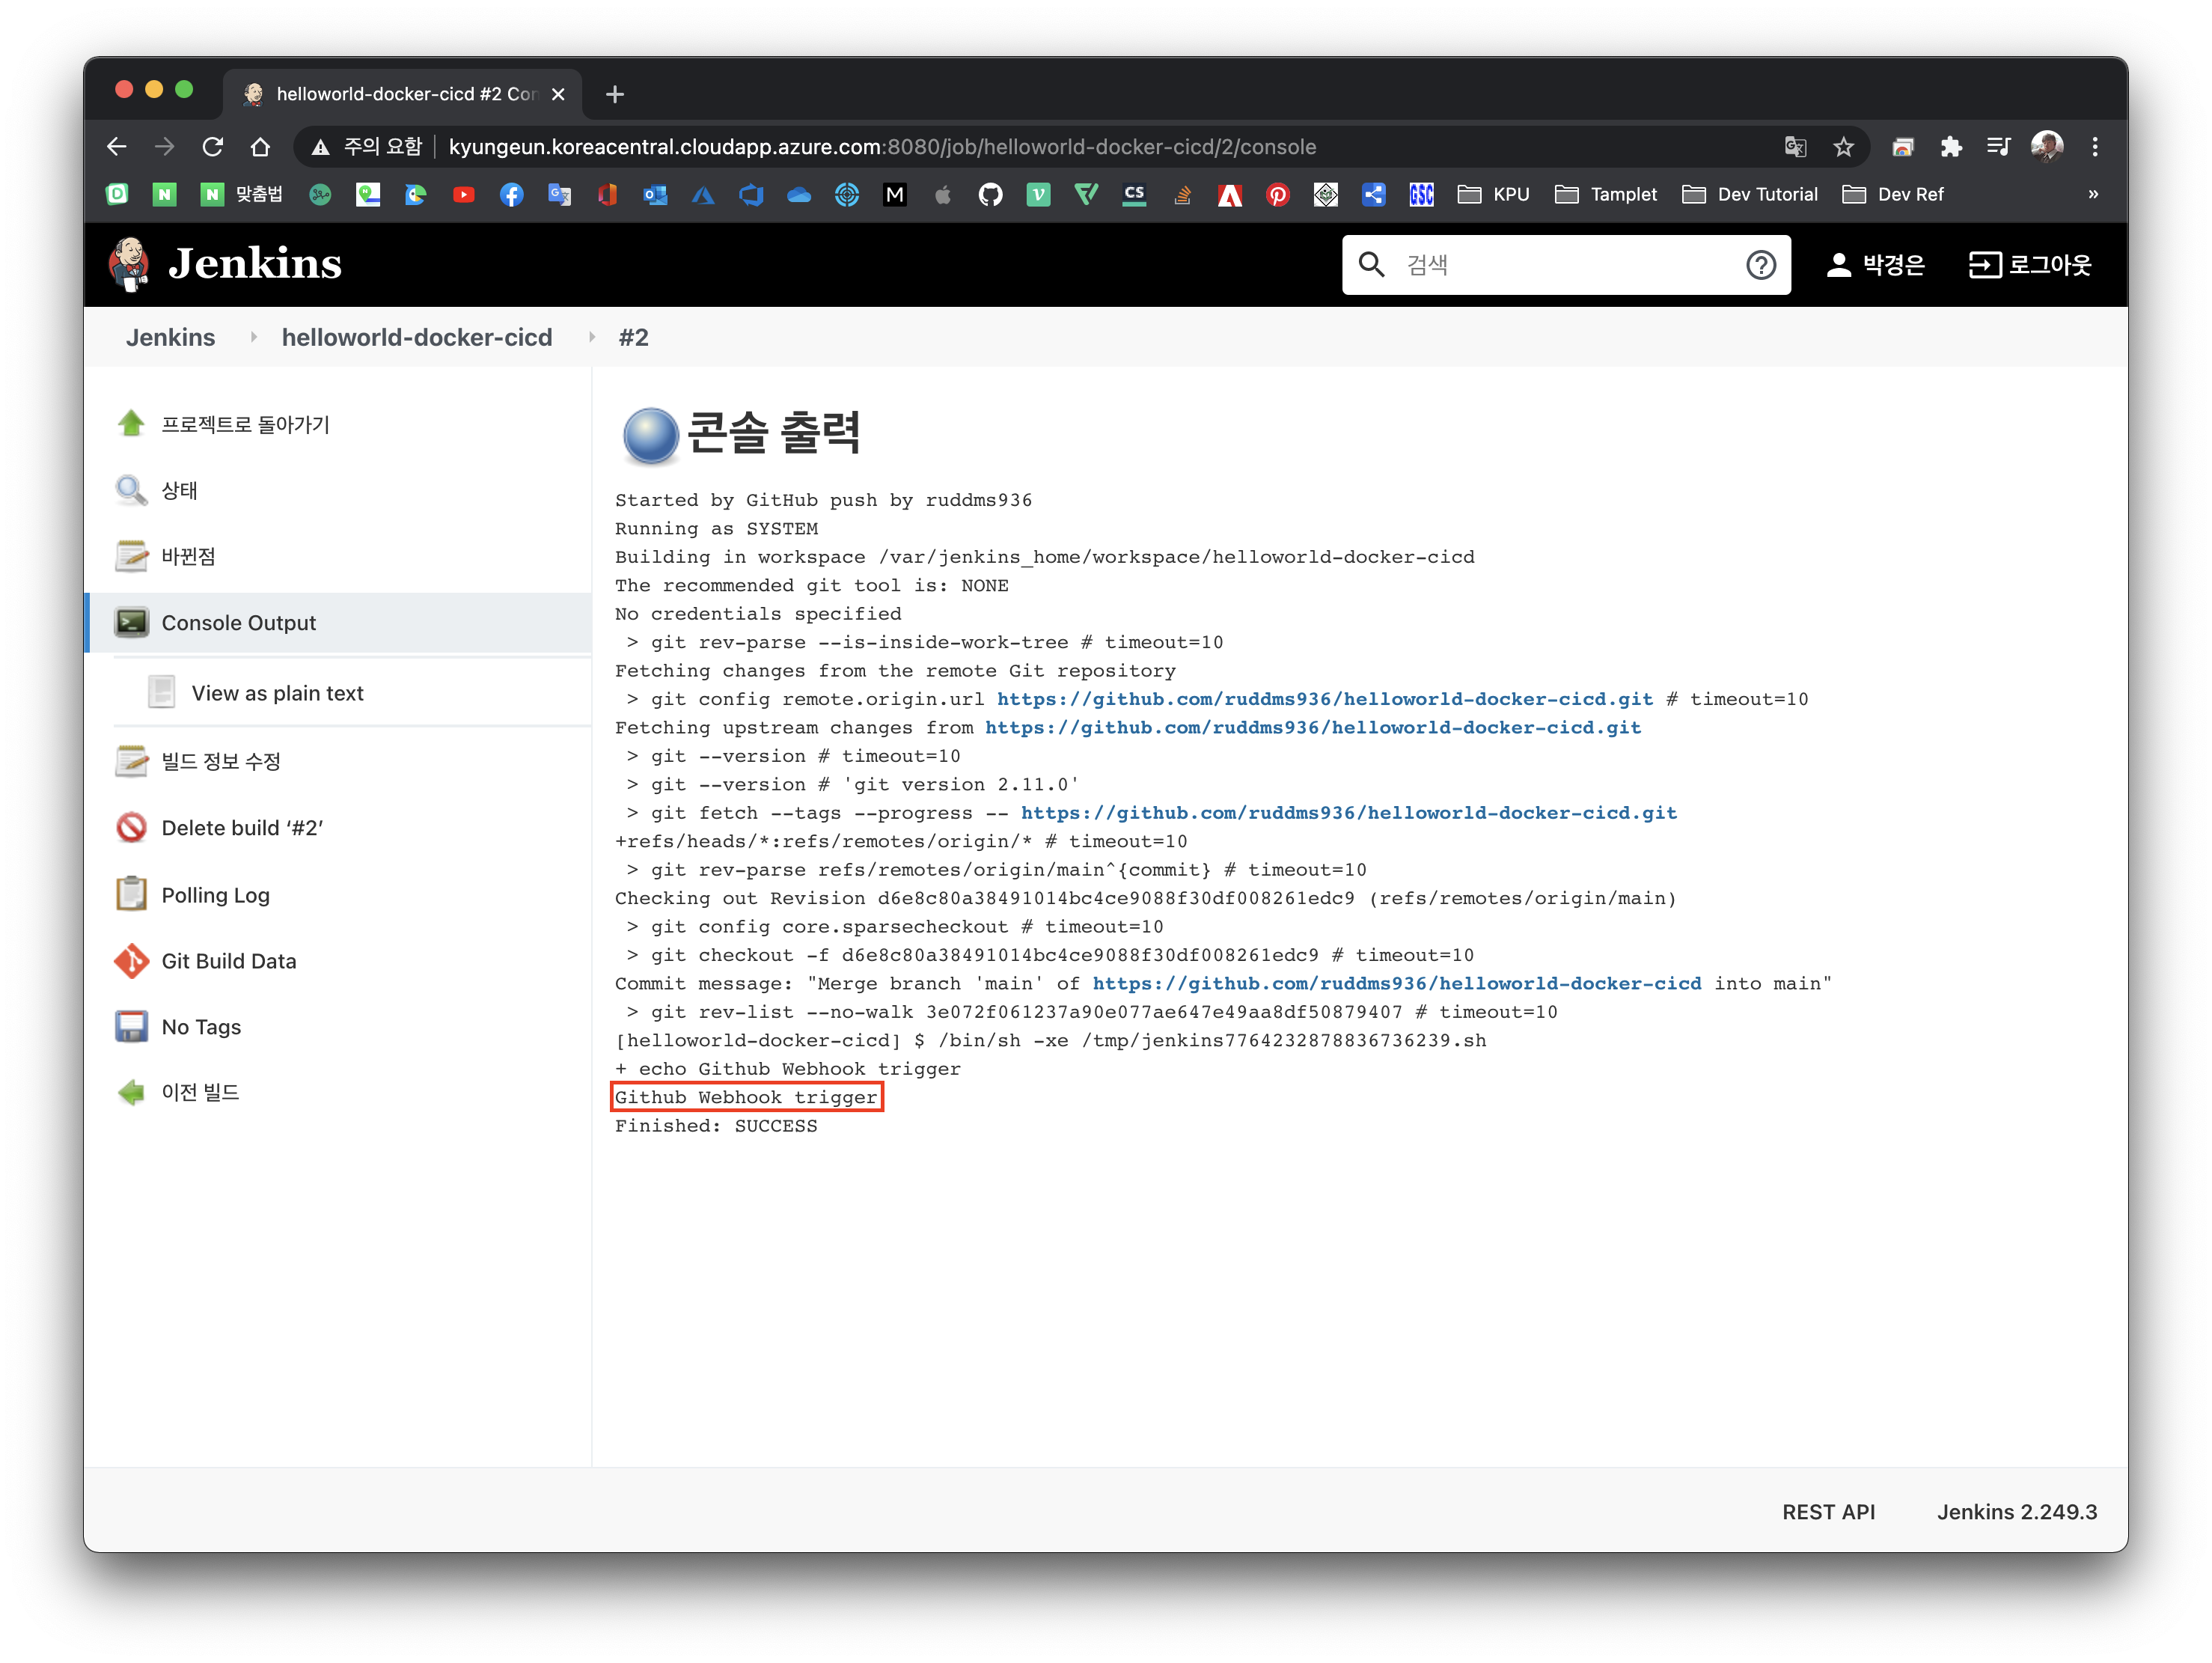 helloworld-docker-cicd #2 Con
주의 요함 kyungeun.koreacentral.cloudapp.azure.com:8080/job/helloworld-docker-cicd/2/console
맞춤법 KPU Tamplet Dev Tutorial Dev Ref »
Jenkins 검색 박경은 로그아웃
Jenkins helloworld-docker-cicd #2
프로젝트로 돌아가기
상태
바뀐점
Console Output
View as plain text
빌드 정보 수정
Delete build ‘#2’
Polling Log
Git Build Data
No Tags
이전 빌드
콘솔 출력
Started by GitHub push by ruddms936
Running as SYSTEM
Building in workspace /var/jenkins_home/workspace/helloworld-docker-cicd
The recommended git tool is: NONE
No credentials specified
 > git rev-parse --is-inside-work-tree # timeout=10
Fetching changes from the remote Git repository
 > git config remote.origin.url https://github.com/ruddms936/helloworld-docker-cicd.git # timeout=10
Fetching upstream changes from https://github.com/ruddms936/helloworld-docker-cicd.git
 > git --version # timeout=10
 > git --version # 'git version 2.11.0'
 > git fetch --tags --progress -- https://github.com/ruddms936/helloworld-docker-cicd.git
+refs/heads/*:refs/remotes/origin/* # timeout=10
 > git rev-parse refs/remotes/origin/main^{commit} # timeout=10
Checking out Revision d6e8c80a38491014bc4ce9088f30df008261edc9 (refs/remotes/origin/main)
 > git config core.sparsecheckout # timeout=10
 > git checkout -f d6e8c80a38491014bc4ce9088f30df008261edc9 # timeout=10
Commit message: "Merge branch 'main' of https://github.com/ruddms936/helloworld-docker-cicd into main"
 > git rev-list --no-walk 3e072f061237a90e077ae647e49aa8df50879407 # timeout=10
[helloworld-docker-cicd] $ /bin/sh -xe /tmp/jenkins7764232878836736239.sh
+ echo Github Webhook trigger
Github Webhook trigger
Finished: SUCCESS
REST API Jenkins 2.249.3